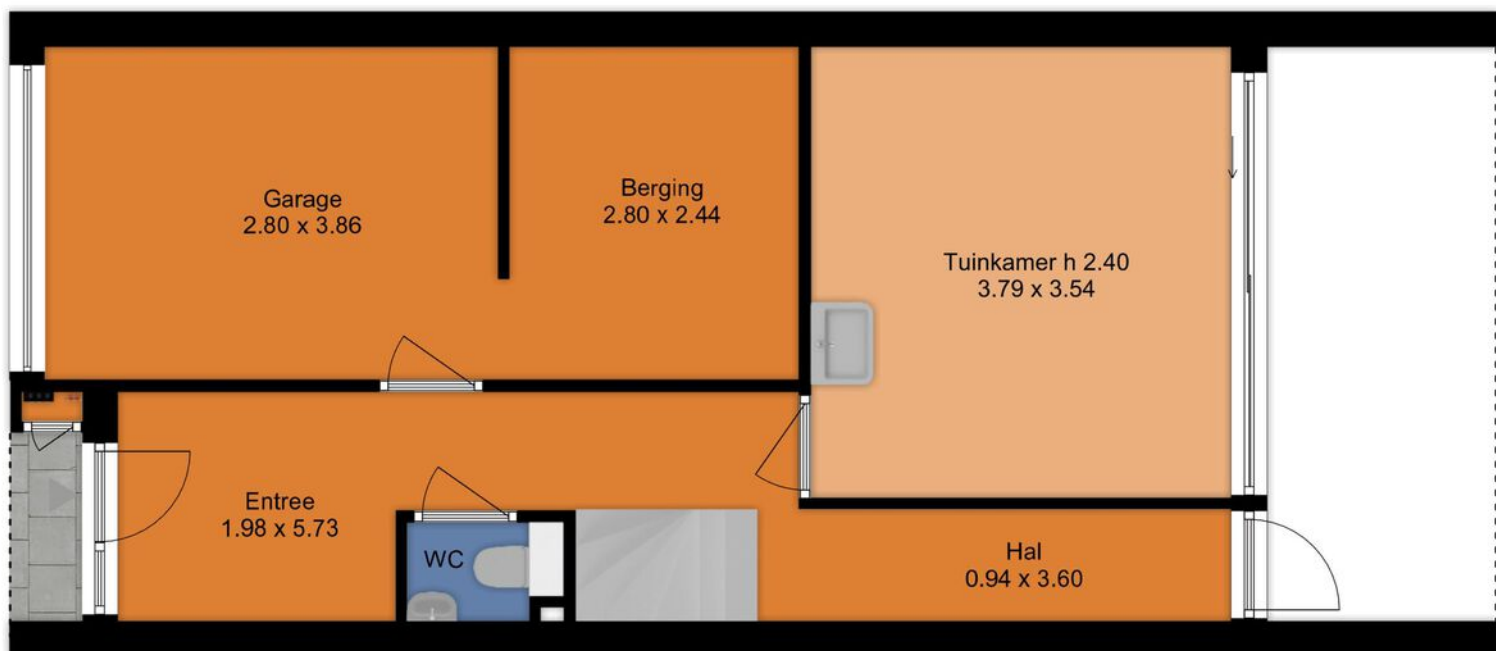 Garage
2.80 x 3.86
Berging
2.80 x 2.44
Tuinkamer h 2.40
3.79 x 3.54
Entree
1.98 x 5.73
WC
Hal
0.94 x 3.60